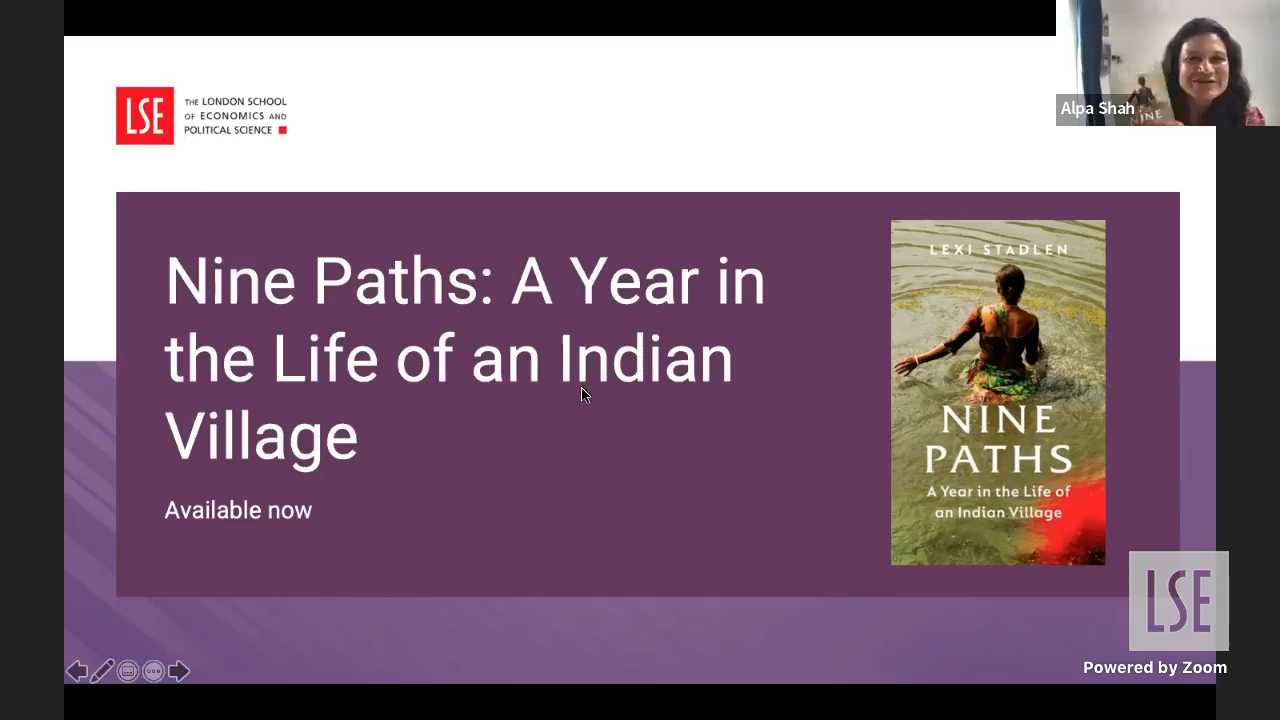 LSE
THE LONDON SCHOOL
OF ECONOMICS AND
POLITICAL SCIENCE
Alpa Shah
NINE
Nine Paths: A Year in
the Life of an Indian
Village
Available now
LEXI STADLEN
NINE
PATHS
A Year in the Life of
an Indian Village
LSE
Powered by Zoom